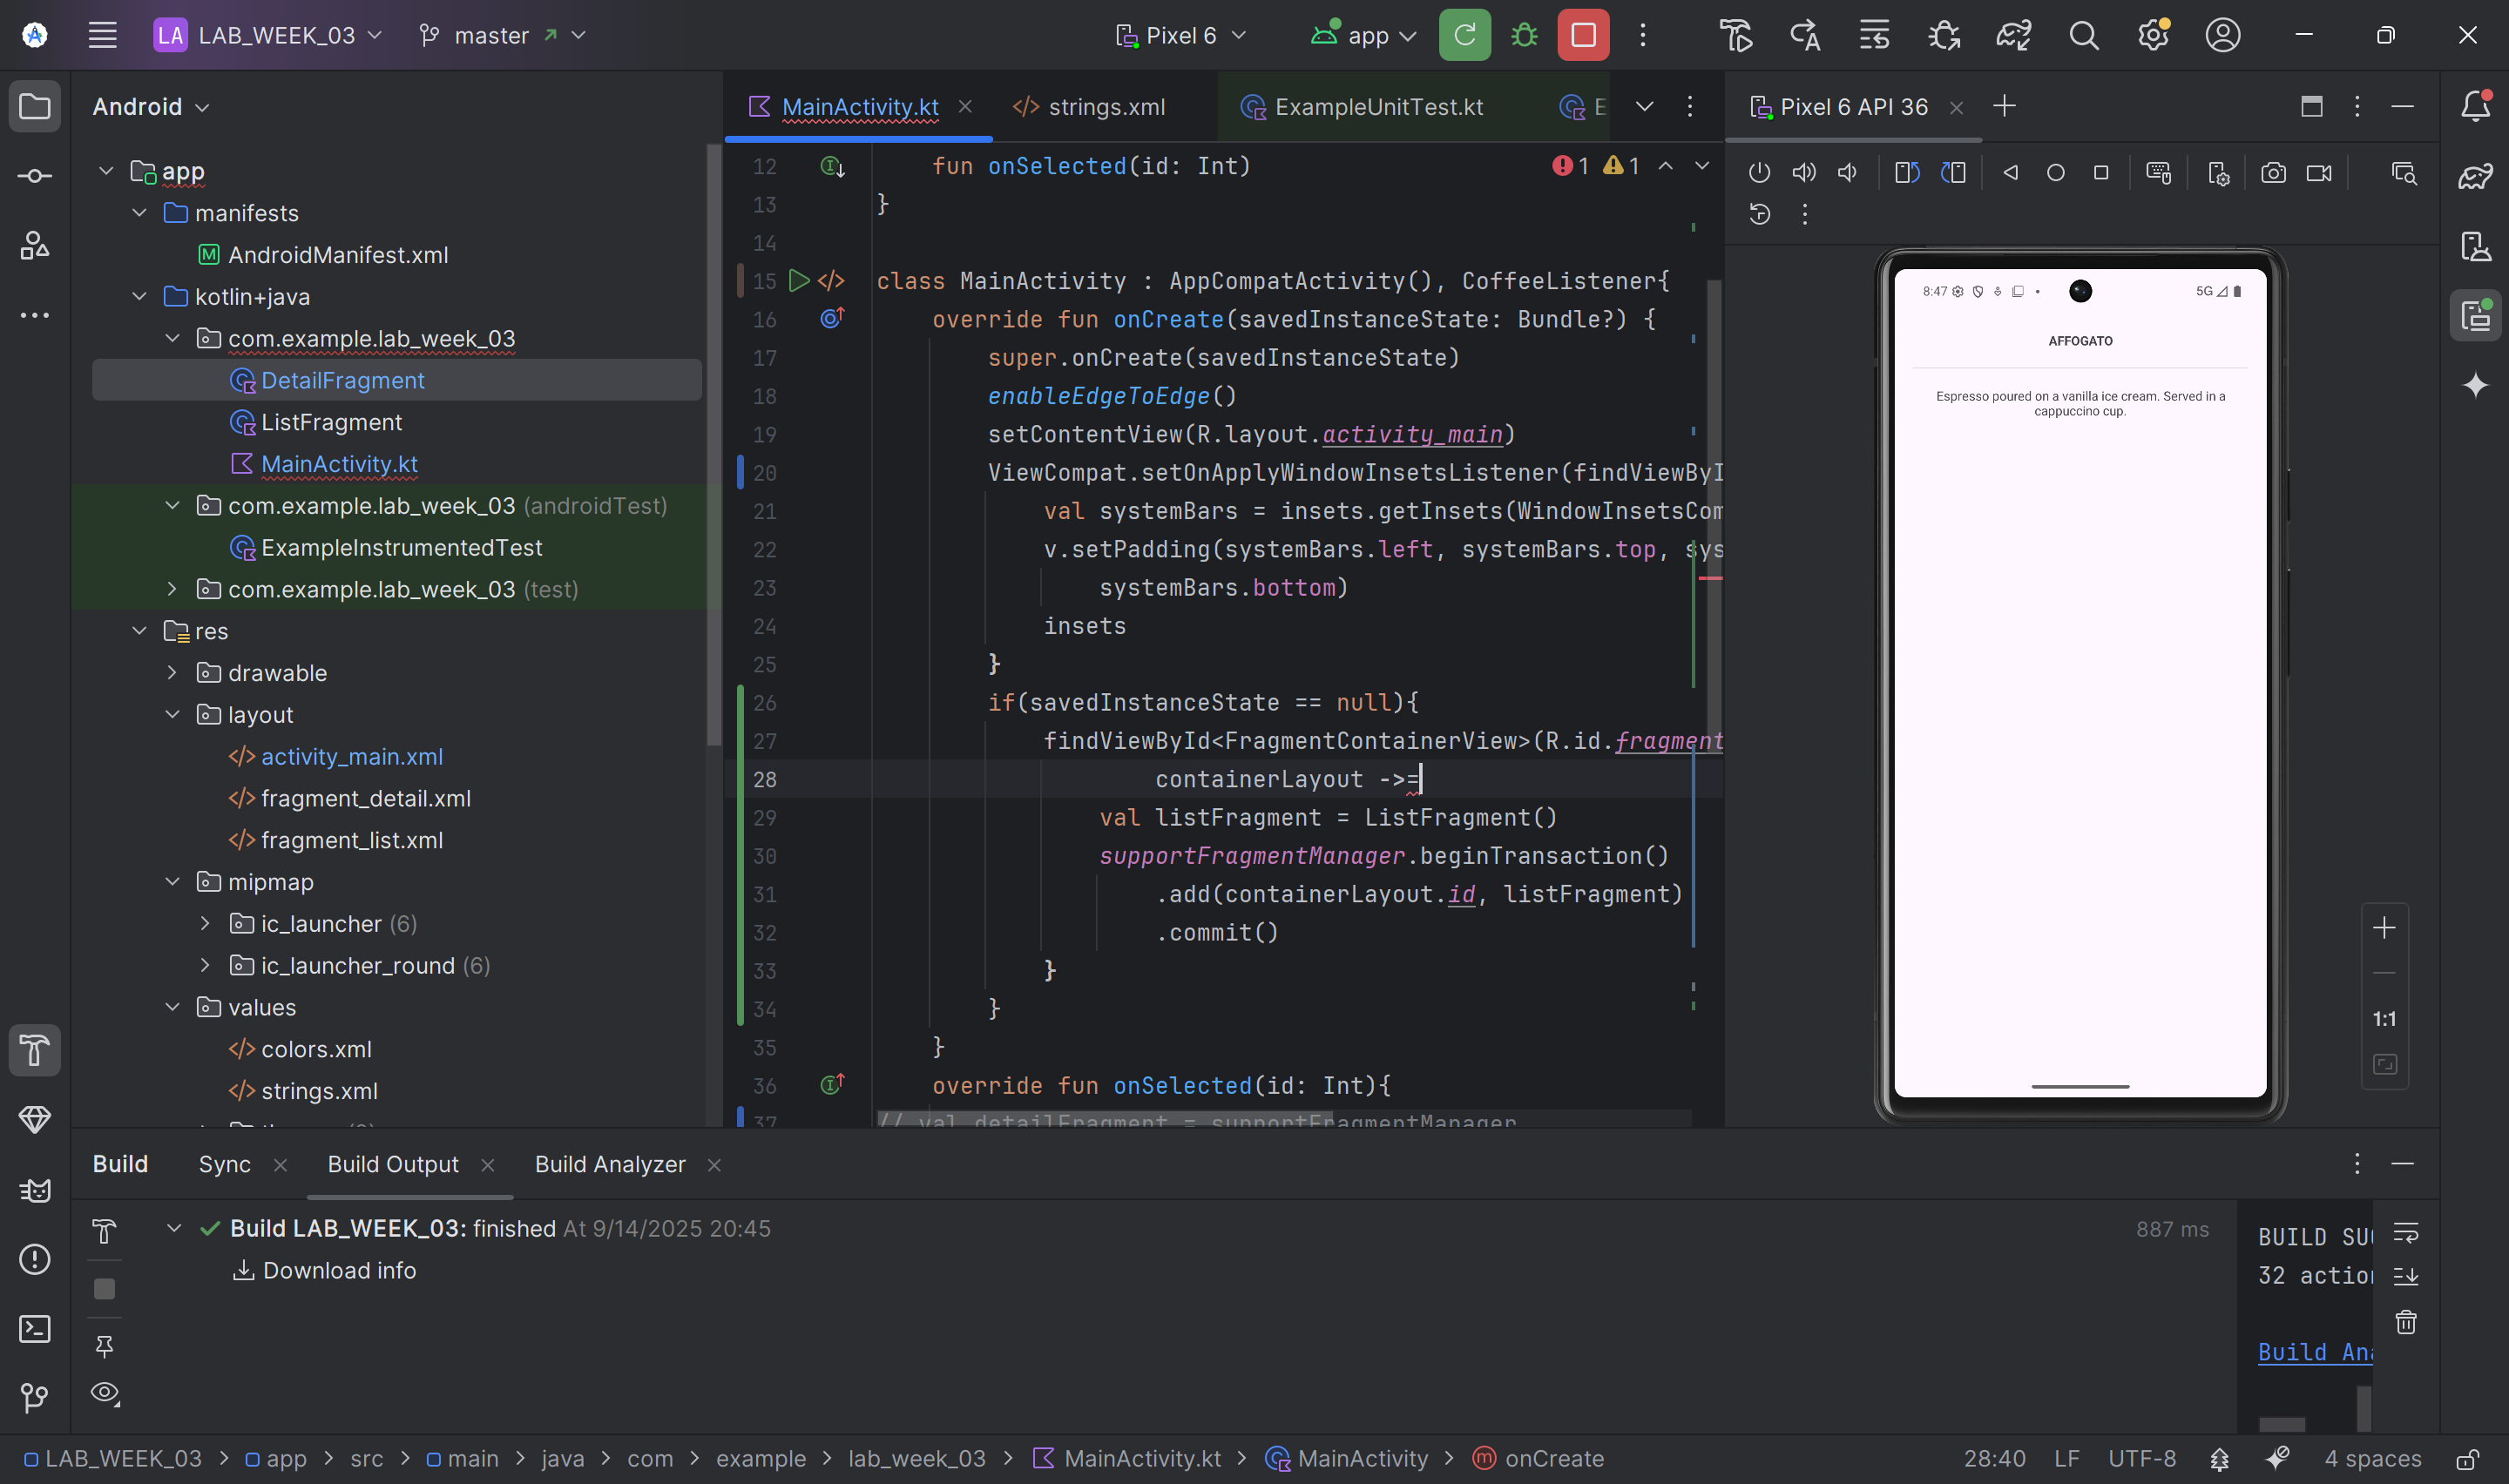 LA LAB_WEEK_03 master Pixel 6 app
Android
app
manifests
AndroidManifest.xml
kotlin+java
com.example.lab_week_03
DetailFragment
ListFragment
MainActivity.kt
com.example.lab_week_03 (androidTest)
ExampleInstrumentedTest
com.example.lab_week_03 (test)
res
drawable
layout
activity_main.xml
fragment_detail.xml
fragment_list.xml
mipmap
ic_launcher (6)
ic_launcher_round (6)
values
colors.xml
strings.xml
MainActivity.kt strings.xml ExampleUnitTest.kt E
1 1
12 fun onSelected(id: Int)
13 }
14
15 class MainActivity : AppCompatActivity(), CoffeeListener{
16 override fun onCreate(savedInstanceState: Bundle?) {
17 super.onCreate(savedInstanceState)
18 enableEdgeToEdge()
19 setContentView(R.layout.activity_main)
20 ViewCompat.setOnApplyWindowInsetsListener(findViewByI
21 val systemBars = insets.getInsets(WindowInsetsCom
22 v.setPadding(systemBars.left, systemBars.top, sys
23 systemBars.bottom)
24 insets
25 }
26 if(savedInstanceState == null){
27 findViewById<FragmentContainerView>(R.id.fragment
28 containerLayout ->=
29 val listFragment = ListFragment()
30 supportFragmentManager.beginTransaction()
31 .add(containerLayout.id, listFragment)
32 .commit()
33 }
34 }
35 }
36 override fun onSelected(id: Int){
37 // val detailFragment = supportFragmentManager
Pixel 6 API 36
8:47 5G
AFFOGATO
Espresso poured on a vanilla ice cream. Served in a
cappuccino cup.
1:1
Build Sync Build Output Build Analyzer
Build LAB_WEEK_03: finished At 9/14/2025 20:45 887 ms
Download info
BUILD SUC
32 action
Build Ana
LAB_WEEK_03 > app > src > main > java > com > example > lab_week_03 > MainActivity.kt > MainActivity > onCreate 28:40 LF UTF-8 4 spaces